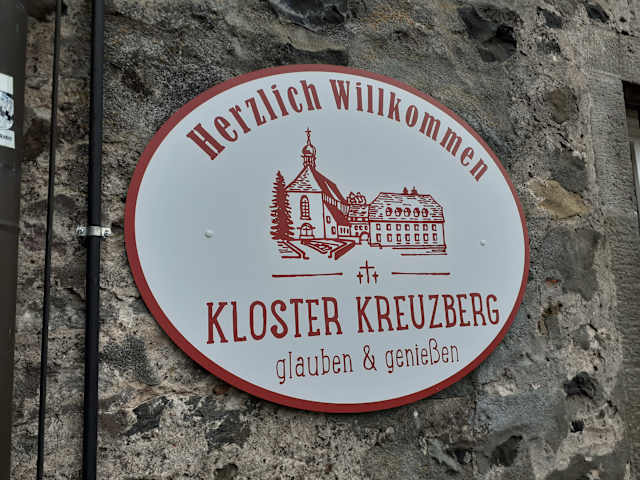 Herzlich Willkommen
KLOSTER KREUZBERG
glauben & genießen